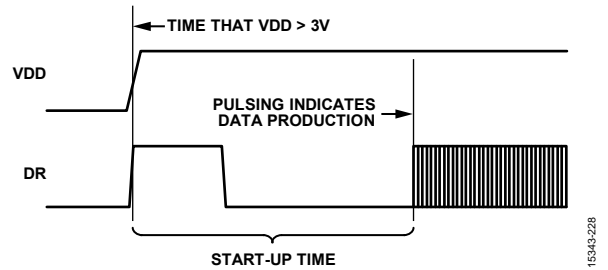 TIME THAT VDD > 3V
VDD
PULSING INDICATES
DATA PRODUCTION
DR
START-UP TIME
15343-228